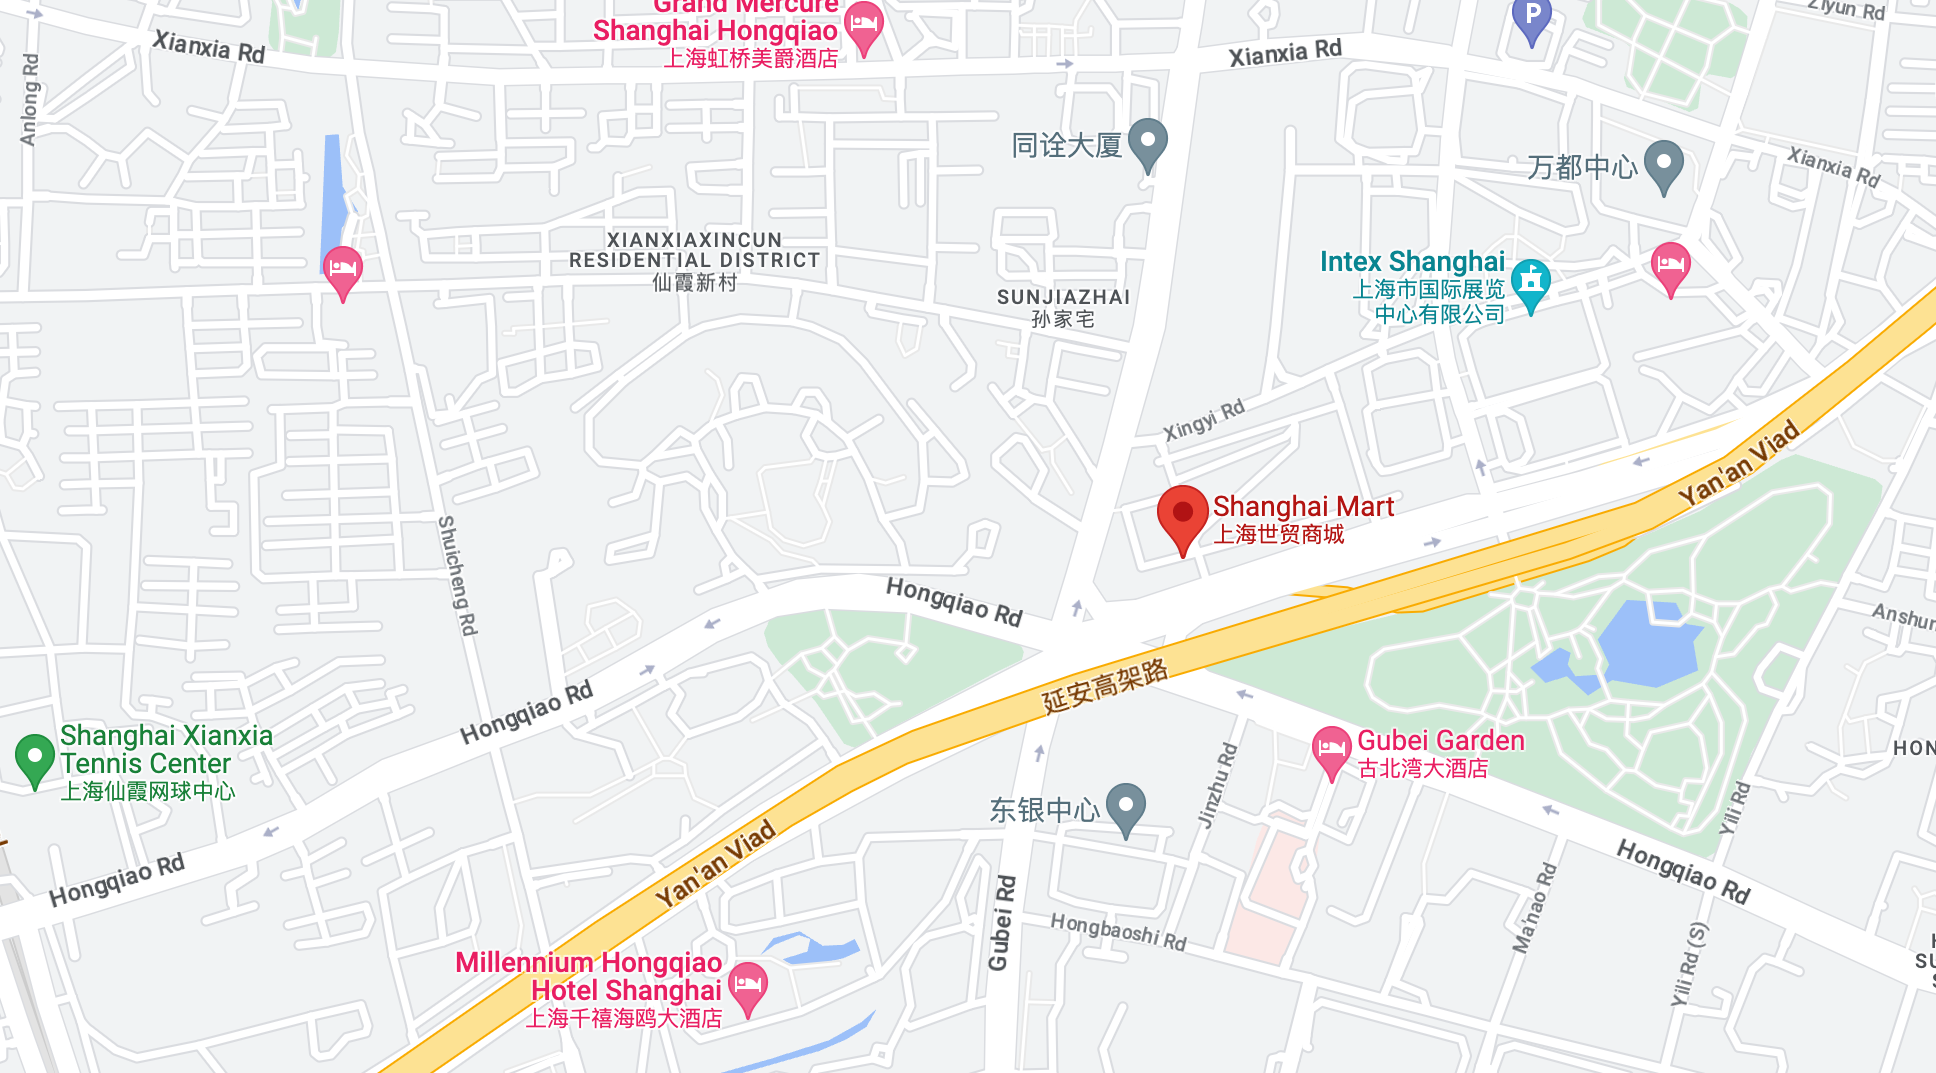 Grand Mercure
Shanghai Hongqiao
上海虹桥美爵酒店
P
Ziyun Rd
Xianxia Rd
Xianxia Rd
Anlong Rd
同诠大厦
万都中心
Xianxia Rd
XIANXIAXINCUN
RESIDENTIAL DISTRICT
仙霞新村
SUNJIAZHAI
孙家宅
Intex Shanghai
上海市国际展览
中心有限公司
Xingyi Rd
Yan'an Viad
Shanghai Mart
上海世贸商城
Shuicheng Rd
Hongqiao Rd
Anshun
延安高架路
Hongqiao Rd
Shanghai Xianxia
Tennis Center
上海仙霞网球中心
Gubei Garden
古北湾大酒店
HON
Jinzhu Rd
东银中心
Yili Rd
Yan'an Viad
Hongqiao Rd
Hongqiao Rd
Gubei Rd
Hongbaoshi Rd
Ma'nao Rd
Yili Rd (S)
H
SU
S
Millennium Hongqiao
Hotel Shanghai
上海千禧海鸥大酒店